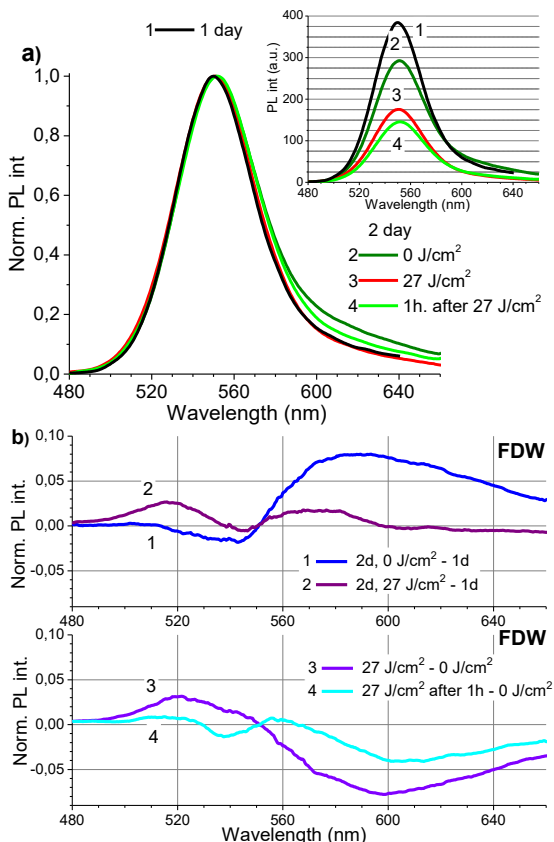 1 1 day
a)
1,0
0,8
0,6
0,4
0,2
0,0
Norm. PL int
480 520 560 600 640
Wavelength (nm)
400
300
200
100
0
PL int (a.u.)
1
2
3
4
480 520 560 600 640
Wavelength (nm)
2 day
2 0 J/cm²
3 27 J/cm²
4 1h. after 27 J/cm²
b)
0,10
0,05
0,00
-0,05
Norm. PL int.
FDW
2
1
1 2d, 0 J/cm² - 1d
2 2d, 27 J/cm² - 1d
480 520 560 600 640
0,10
0,05
0,00
-0,05
Norm. PL int.
FDW
3
4
3 27 J/cm² - 0 J/cm²
4 27 J/cm² after 1h - 0 J/cm²
480 520 560 600 640
Wavelength (nm)